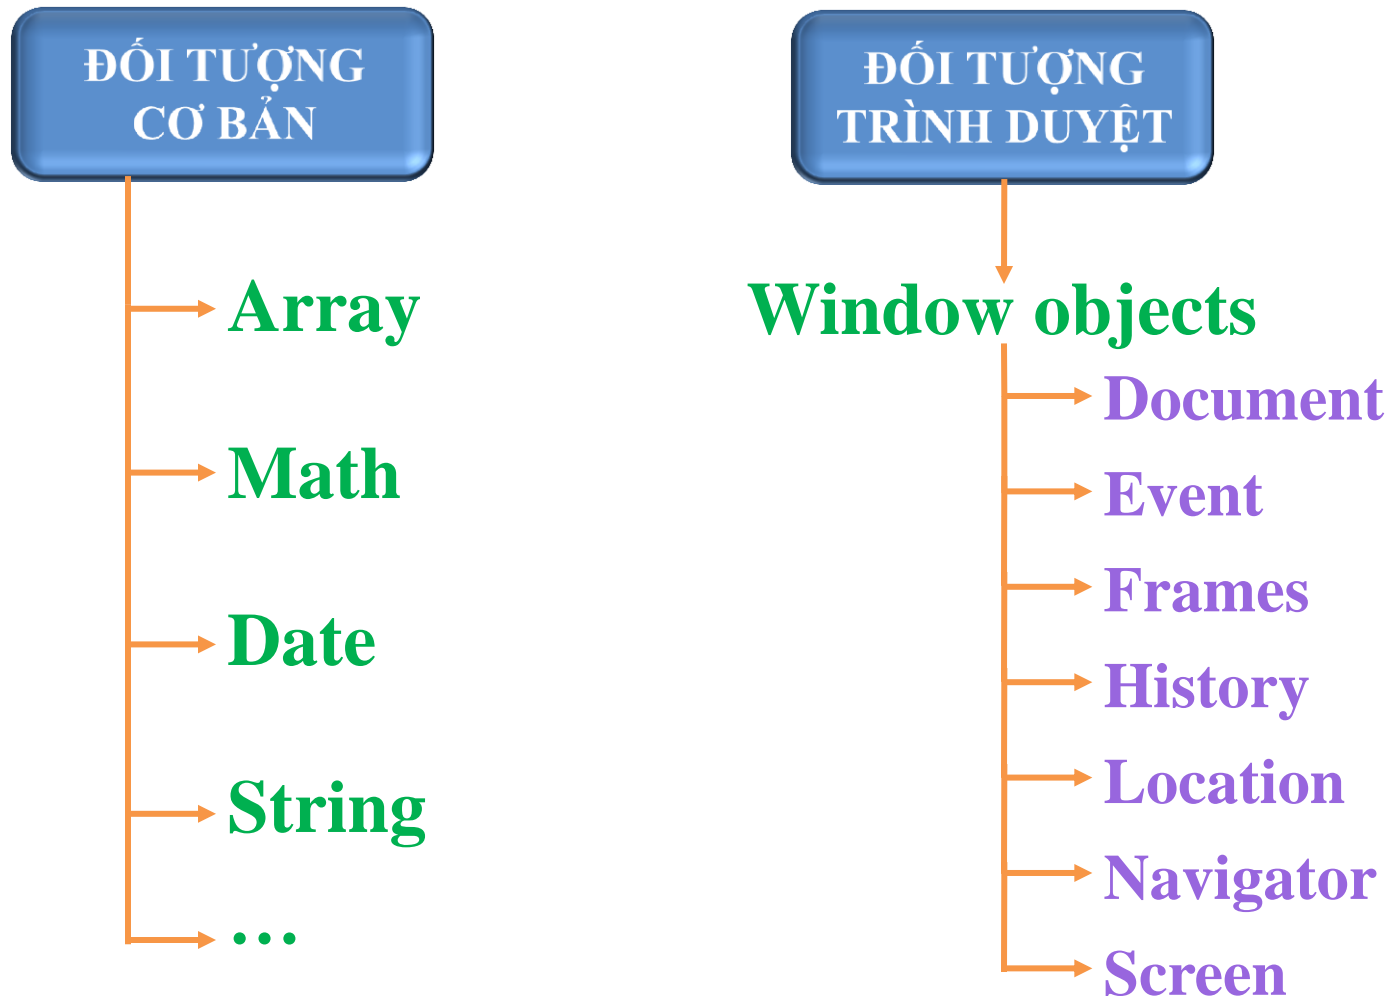 ĐỐI TƯỢNG
CƠ BẢN
Array
Math
Date
String
...
ĐỐI TƯỢNG
TRÌNH DUYỆT
Window objects
Document
Event
Frames
History
Location
Navigator
Screen